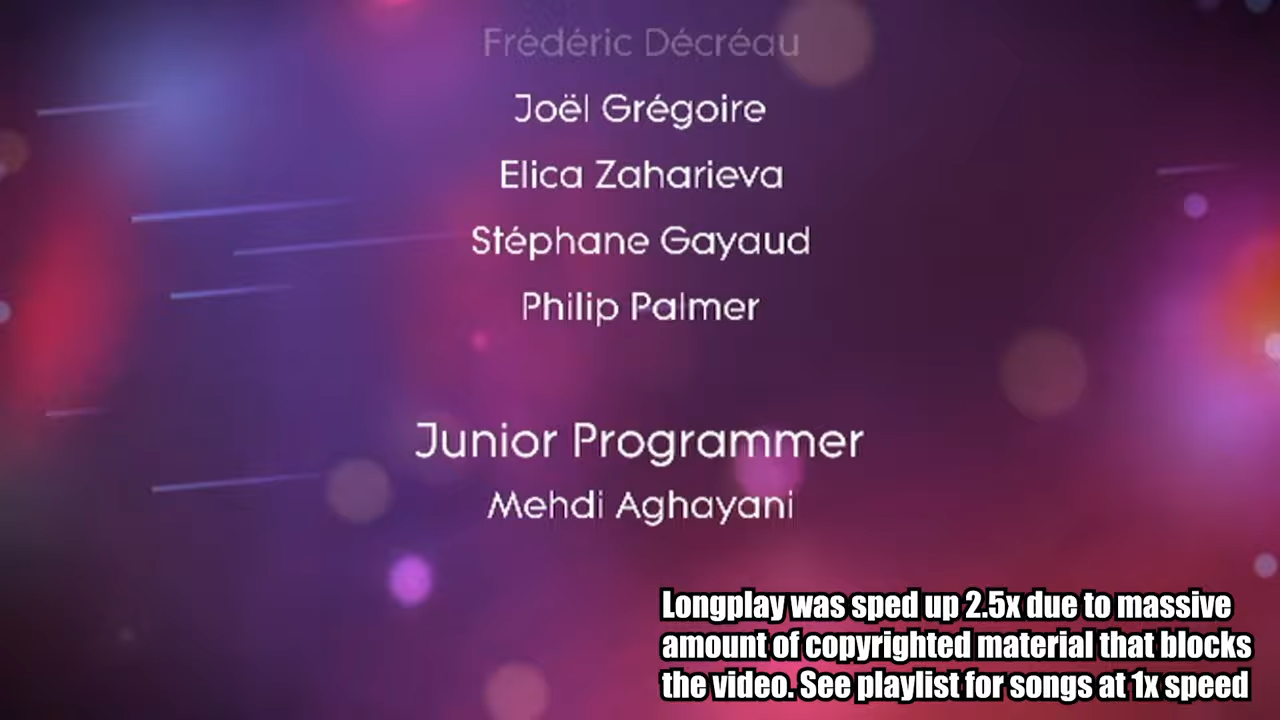 Frédéric Décréau
Joël Grégoire
Elica Zaharieva
Stéphane Gayaud
Philip Palmer
Junior Programmer
Mehdi Aghayani
Longplay was sped up 2.5x due to massive
amount of copyrighted material that blocks
the video. See playlist for songs at 1x speed